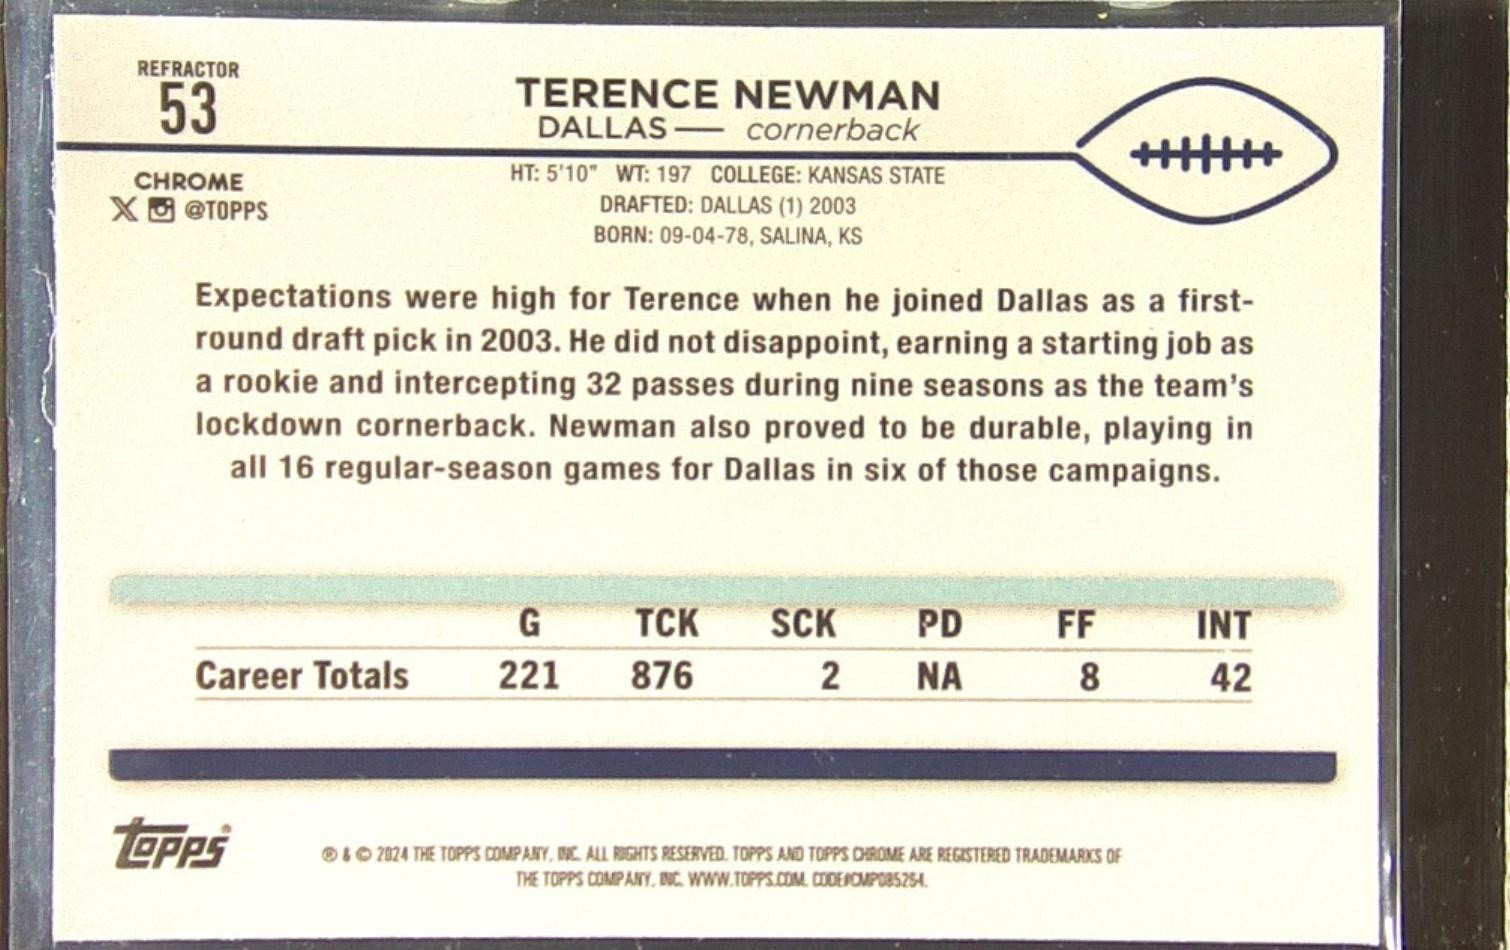 REFRACTOR
53
TERENCE NEWMAN
DALLAS — cornerback
CHROME
@TOPPS
HT: 5'10" WT: 197 COLLEGE: KANSAS STATE
DRAFTED: DALLAS (1) 2003
BORN: 09-04-78, SALINA, KS
Expectations were high for Terence when he joined Dallas as a first-
round draft pick in 2003. He did not disappoint, earning a starting job as
a rookie and intercepting 32 passes during nine seasons as the team's
lockdown cornerback. Newman also proved to be durable, playing in
all 16 regular-season games for Dallas in six of those campaigns.
G TCK SCK PD FF INT
Career Totals 221 876 2 NA 8 42
Topps®
® & © 2024 THE TOPPS COMPANY, INC. ALL RIGHTS RESERVED. TOPPS AND TOPPS CHROME ARE REGISTERED TRADEMARKS OF
THE TOPPS COMPANY, INC. WWW.TOPPS.COM. CODE#CMP085254.